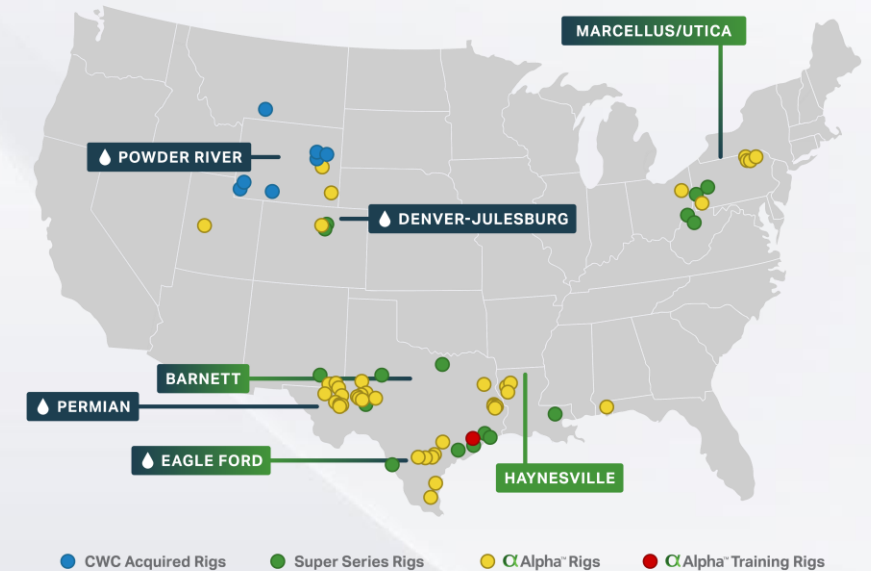 MARCELLUS/UTICA
POWDER RIVER
DENVER-JULESBURG
BARNETT
PERMIAN
EAGLE FORD
HAYNESVILLE
CWC Acquired Rigs
Super Series Rigs
α Alpha™ Rigs
α Alpha™ Training Rigs